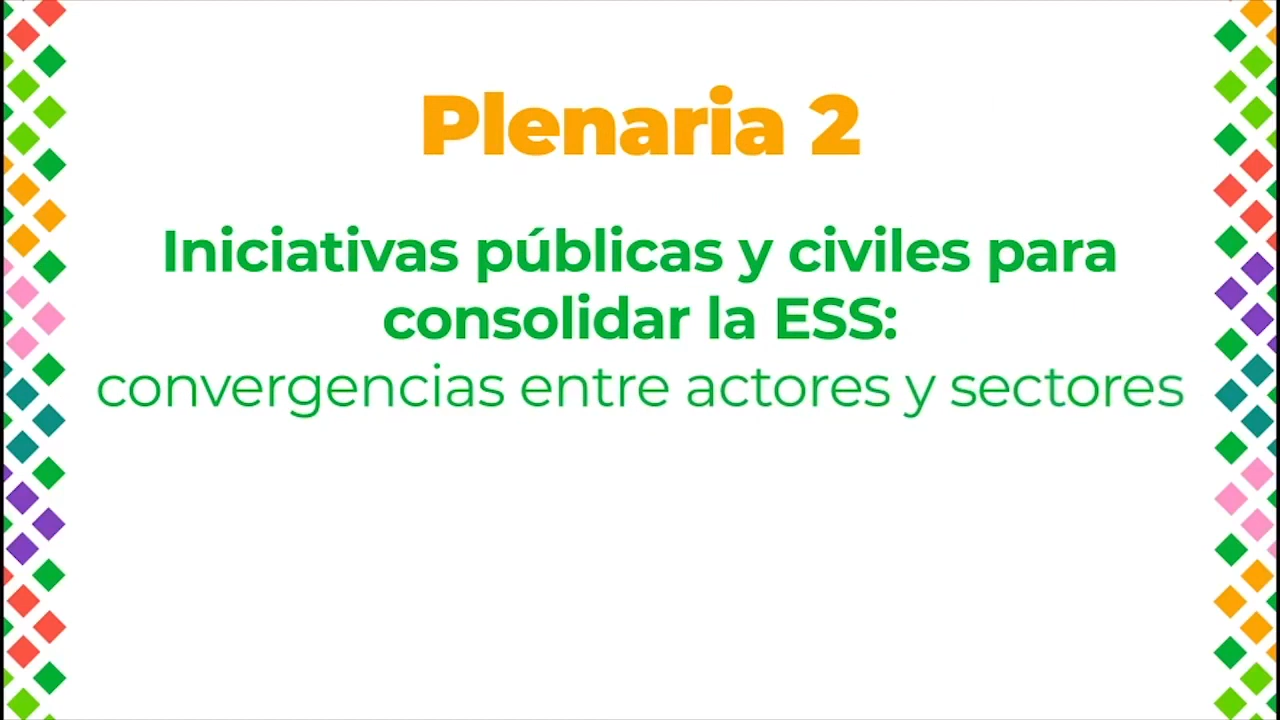 Plenaria 2
Iniciativas públicas y civiles para
consolidar la ESS:
convergencias entre actores y sectores